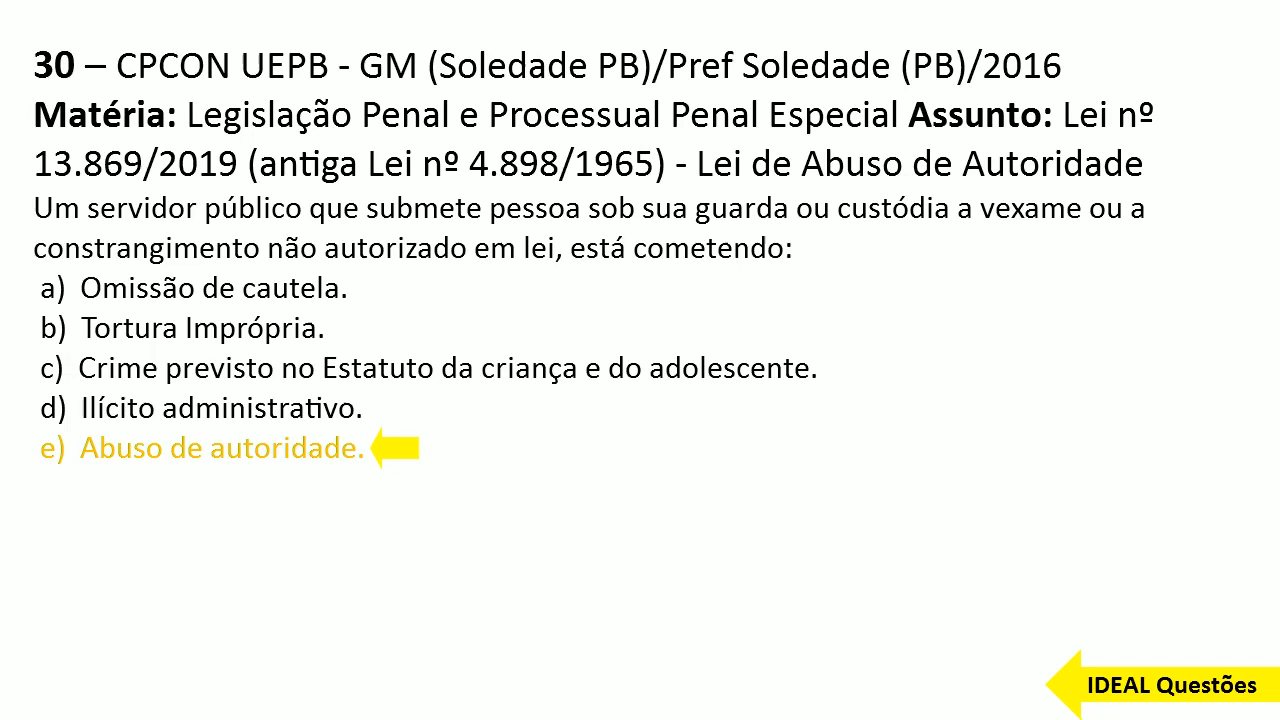 30 – CPCON UEPB - GM (Soledade PB)/Pref Soledade (PB)/2016
Matéria: Legislação Penal e Processual Penal Especial Assunto: Lei nº
13.869/2019 (antiga Lei nº 4.898/1965) - Lei de Abuso de Autoridade
Um servidor público que submete pessoa sob sua guarda ou custódia a vexame ou a
constrangimento não autorizado em lei, está cometendo:
a) Omissão de cautela.
b) Tortura Imprópria.
c) Crime previsto no Estatuto da criança e do adolescente.
d) Ilícito administrativo.
e) Abuso de autoridade.
IDEAL Questões